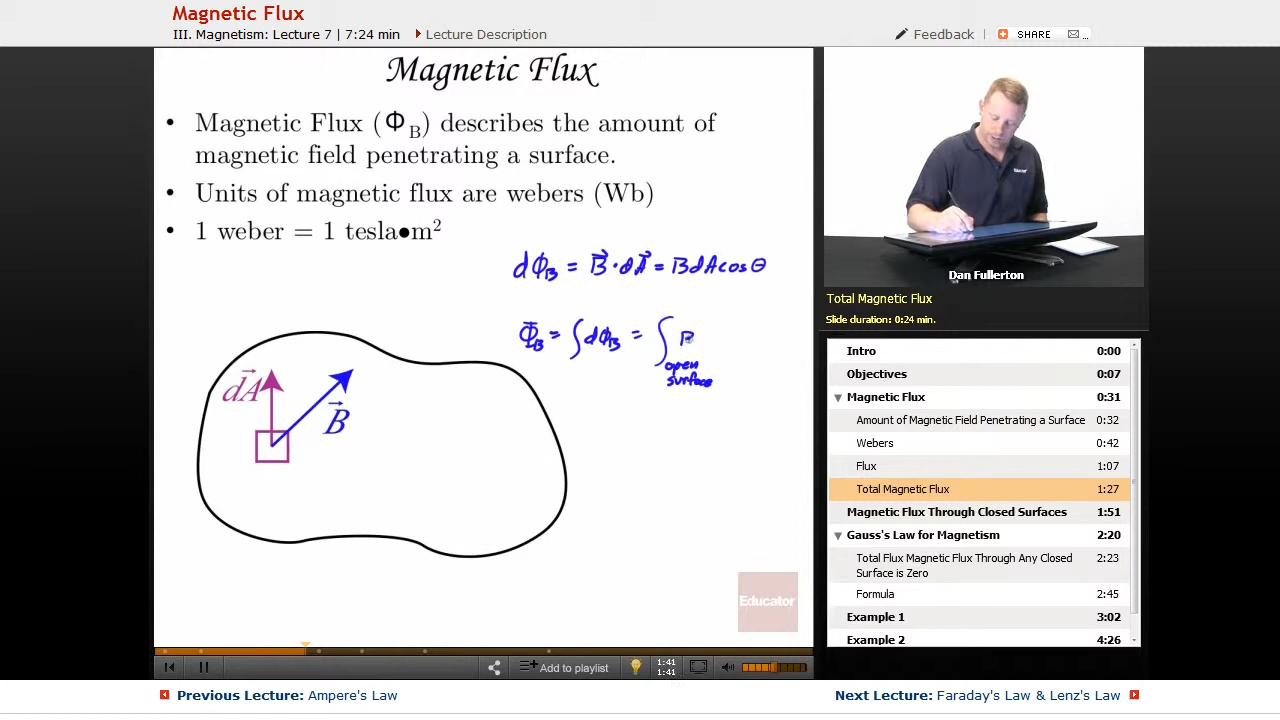 Magnetic Flux
III. Magnetism: Lecture 7 | 7:24 min
Lecture Description
Feedback
SHARE
Magnetic Flux
• Magnetic Flux (Φ_B) describes the amount of
magnetic field penetrating a surface.
• Units of magnetic flux are webers (Wb)
• 1 weber = 1 tesla●m²
dϕ_B = B⃗ · dA⃗ = BdAcosθ
Φ_B = ∫dϕ_B = ∫ B
open
surface
dA⃗
B⃗
Educator
Dan Fullerton
Total Magnetic Flux
Slide duration: 0:24 min.
Intro 0:00
Objectives 0:07
Magnetic Flux 0:31
Amount of Magnetic Field Penetrating a Surface 0:32
Webers 0:42
Flux 1:07
Total Magnetic Flux 1:27
Magnetic Flux Through Closed Surfaces 1:51
Gauss's Law for Magnetism 2:20
Total Flux Magnetic Flux Through Any Closed 2:23
Surface is Zero
Formula 2:45
Example 1 3:02
Example 2 4:26
Add to playlist
1:41
1:41
Previous Lecture: Ampere's Law
Next Lecture: Faraday's Law & Lenz's Law